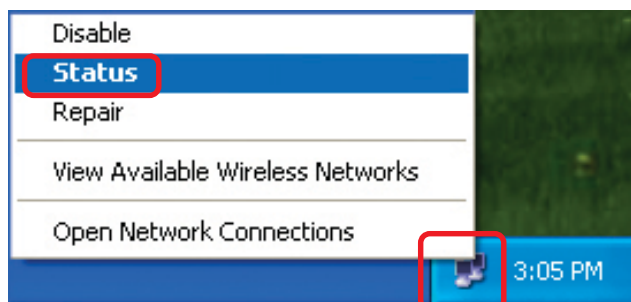 Disable
Status
Repair
View Available Wireless Networks
Open Network Connections
3:05 PM